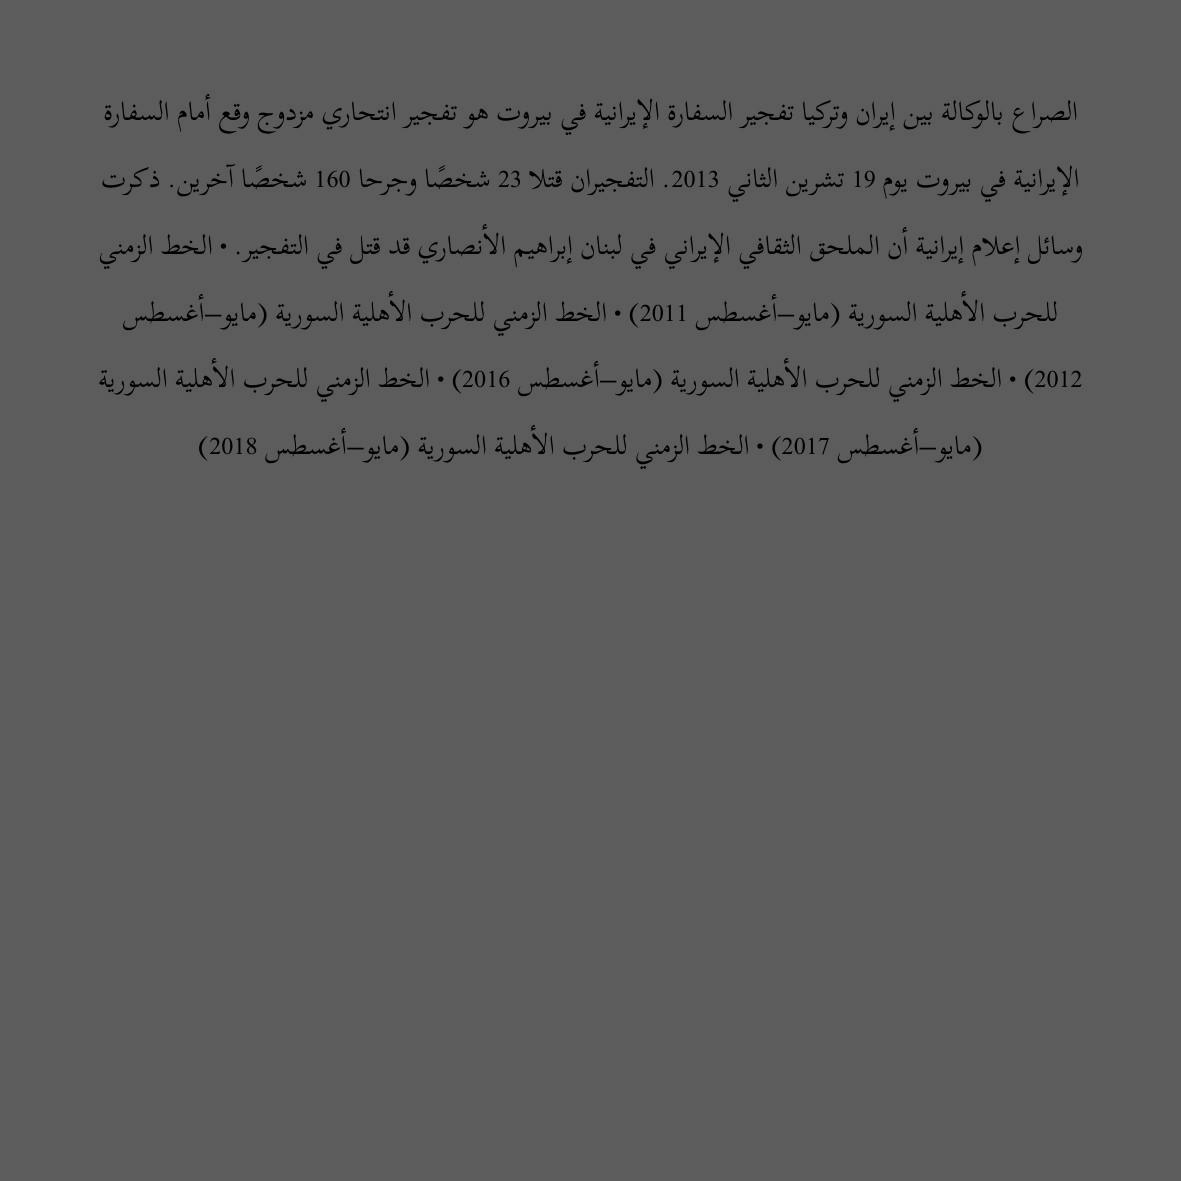 الصراع بالوكالة بين إيران وتركيا تفجير السفارة الإيرانية في بيروت هو تفجير انتحاري مزدوج وقع أمام السفارة
الإيرانية في بيروت يوم 19 تشرين الثاني 2013. التفجيران قتلا 23 شخصًا وجرحا 160 شخصًا آخرين. ذكرت
وسائل إعلام إيرانية أن الملحق الثقافي الإيراني في لبنان إبراهيم الأنصاري قد قتل في التفجير. • الخط الزمني
للحرب الأهلية السورية (مايو–أغسطس 2011) • الخط الزمني للحرب الأهلية السورية (مايو–أغسطس
2012) • الخط الزمني للحرب الأهلية السورية (مايو–أغسطس 2016) • الخط الزمني للحرب الأهلية السورية
(مايو–أغسطس 2017) • الخط الزمني للحرب الأهلية السورية (مايو–أغسطس 2018)